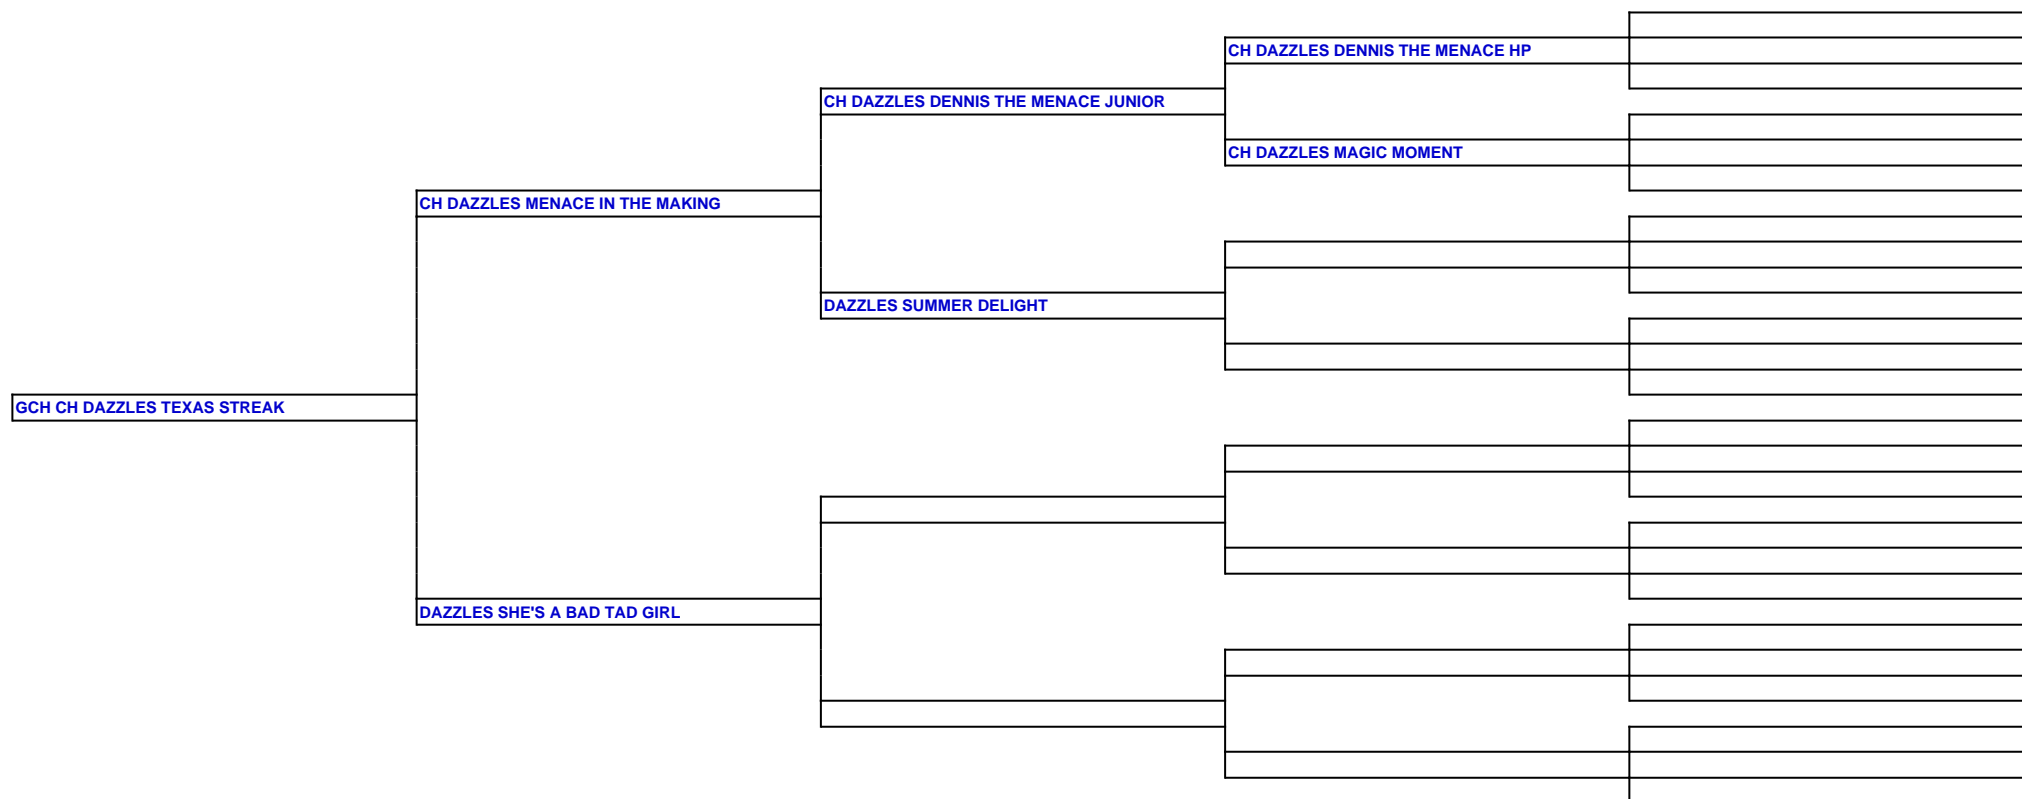 CH DAZZLES DENNIS THE MENACE HP
CH DAZZLES DENNIS THE MENACE JUNIOR
CH DAZZLES MAGIC MOMENT
CH DAZZLES MENACE IN THE MAKING
DAZZLES SUMMER DELIGHT
GCH CH DAZZLES TEXAS STREAK
DAZZLES SHE'S A BAD TAD GIRL